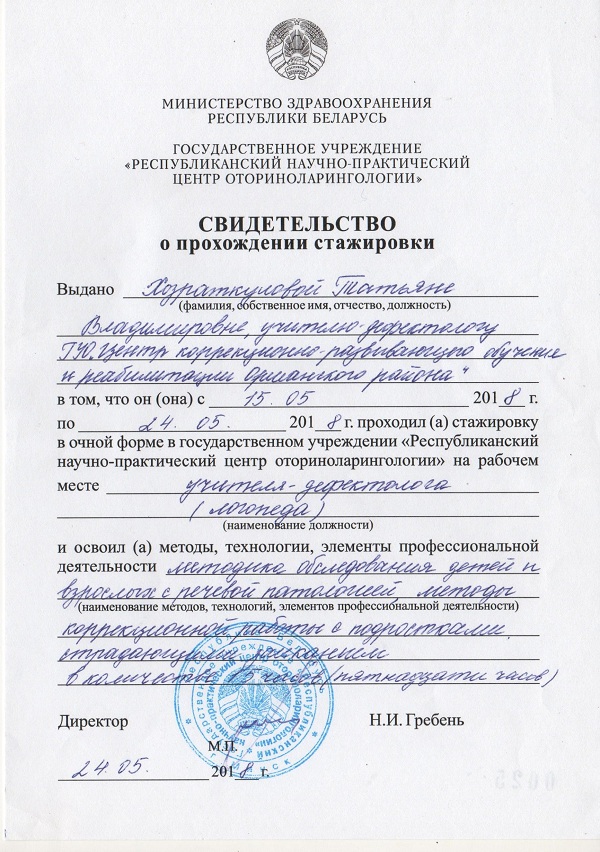 МИНИСТЕРСТВО ЗДРАВООХРАНЕНИЯ
РЕСПУБЛИКИ БЕЛАРУСЬ
ГОСУДАРСТВЕННОЕ УЧРЕЖДЕНИЕ
«РЕСПУБЛИКАНСКИЙ НАУЧНО-ПРАКТИЧЕСКИЙ
ЦЕНТР ОТОРИНОЛАРИНГОЛОГИИ»
СВИДЕТЕЛЬСТВО
о прохождении стажировки
Выдано Хозраткуловой Татьяне
(фамилия, собственное имя, отчество, должность)
Владимировне, учителю-дефектологу
ГУО "Центр коррекционно-развивающего обучения
и реабилитации Оршанского района"
в том, что он (она) с 15.05 2018 г.
по 24.05. 2018 г. проходил (а) стажировку
в очной форме в государственном учреждении «Республиканский
научно-практический центр оториноларингологии» на рабочем
месте учителя-дефектолога
(логопеда)
(наименование должности)
и освоил (а) методы, технологии, элементы профессиональной
деятельности методика обследования детей и
взрослых с речевой патологией, методы
(наименование методов, технологий, элементов профессиональной деятельности)
коррекционной работы с подростками,
страдающими заиканием
в количестве 15 часов (пятнадцати часов)
Директор Н.И. Гребень
М.П.
24.05. 2018 г.